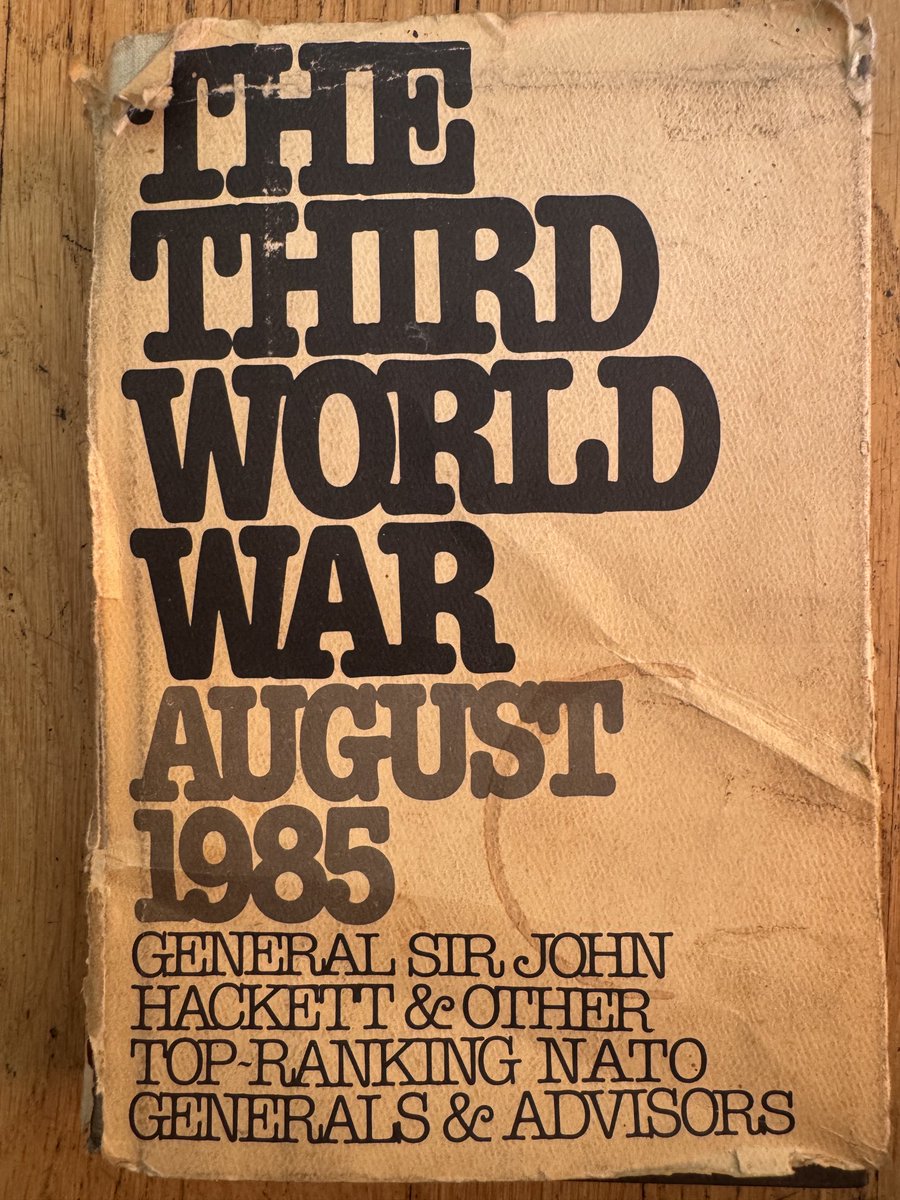 THE
THIRD
WORLD
WAR
AUGUST
1985
GENERAL SIR JOHN
HACKETT & OTHER
TOP-RANKING NATO
GENERALS & ADVISORS